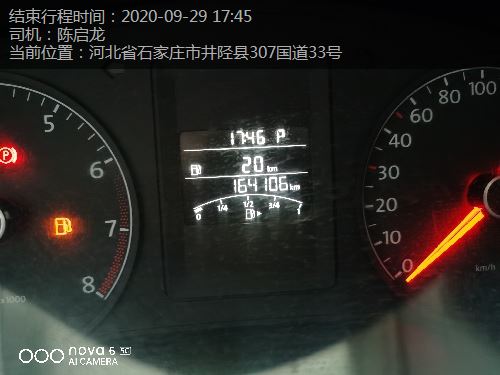 结束行程时间：2020-09-29 17:45
司机：陈启龙
当前位置：河北省石家庄市井陉县307国道33号
17:46 P
20 km
164106 km
0 1/4 1/2 3/4 1
5
6
7
8
x1000
P
0
10
20
30
40
60
80
100
km/h
nova 6 5G
AI CAMERA